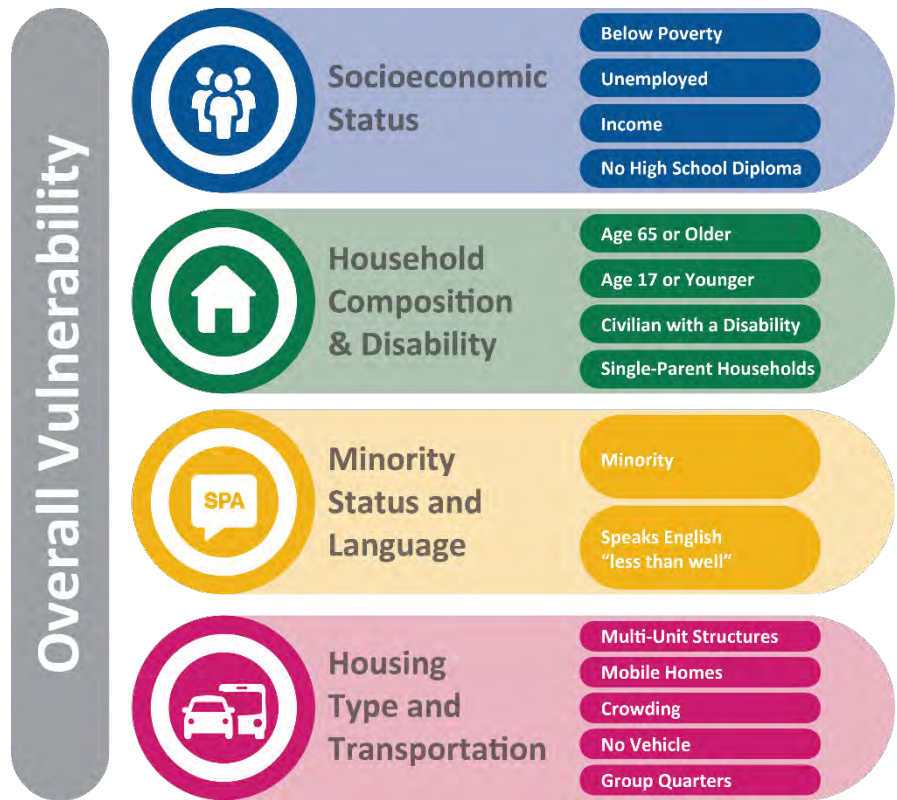 Overall Vulnerability
Socioeconomic
Status
Below Poverty
Unemployed
Income
No High School Diploma
Household
Composition
& Disability
Age 65 or Older
Age 17 or Younger
Civilian with a Disability
Single-Parent Households
SPA
Minority
Status and
Language
Minority
Speaks English
“less than well”
Housing
Type and
Transportation
Multi-Unit Structures
Mobile Homes
Crowding
No Vehicle
Group Quarters